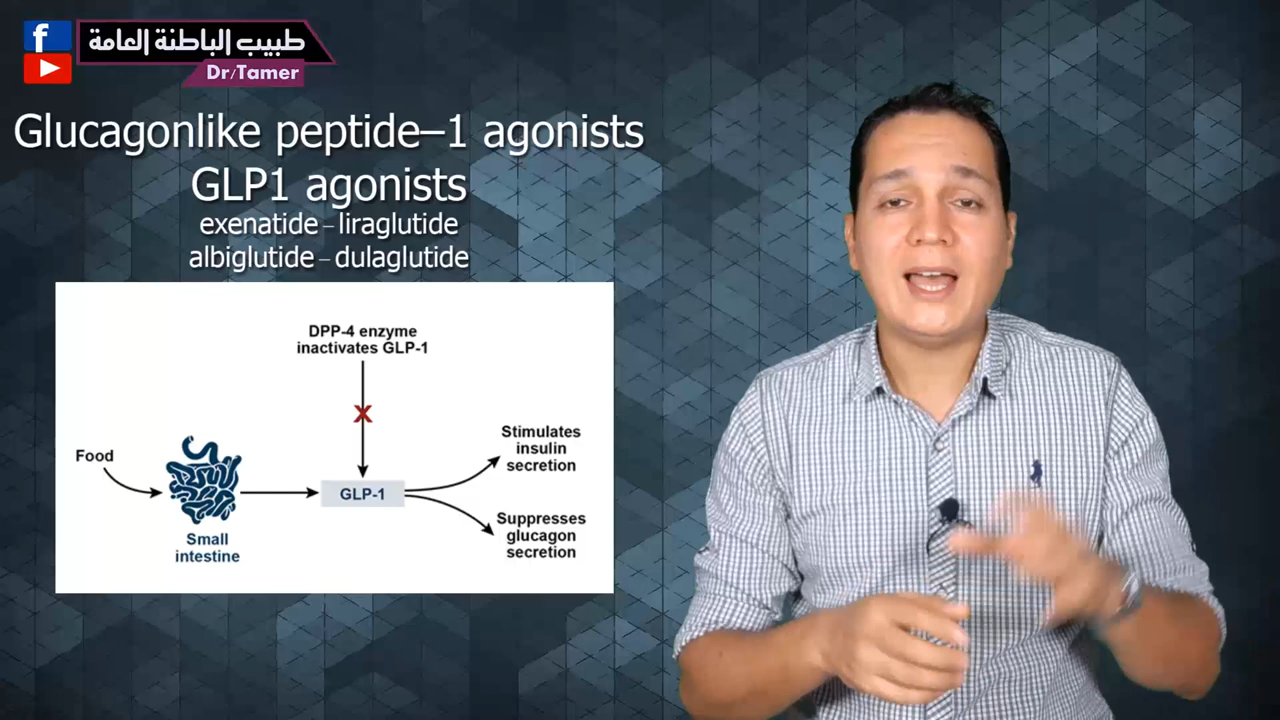 f
طبيب الباطنة العامة
Dr/Tamer
Glucagonlike peptide–1 agonists
GLP1 agonists
exenatide – liraglutide
albiglutide – dulaglutide
DPP-4 enzyme
inactivates GLP-1
X
Food
Small
intestine
GLP-1
Stimulates
insulin
secretion
Suppresses
glucagon
secretion